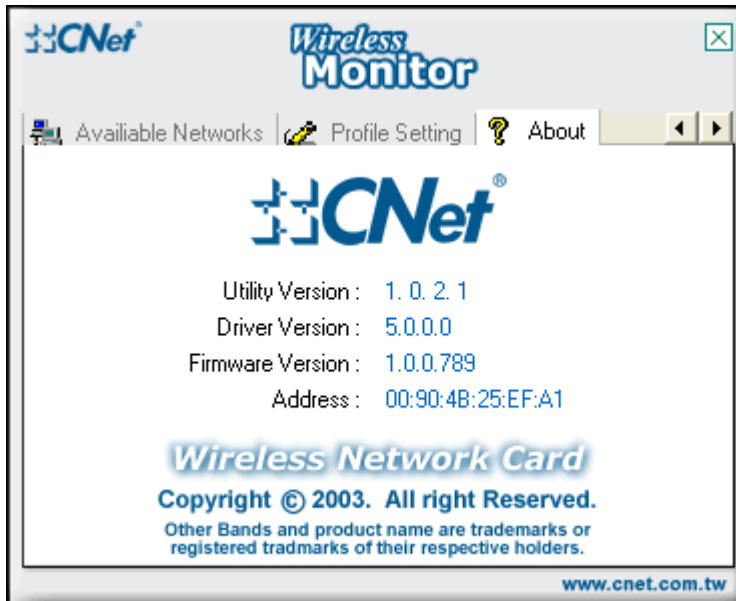 CNet®
Wireless
Monitor
Availiable Networks
Profile Setting
About
CNet®
Utility Version : 1. 0. 2. 1
Driver Version : 5.0.0.0
Firmware Version : 1.0.0.789
Address : 00:90:4B:25:EF:A1
Wireless Network Card
Copyright © 2003. All right Reserved.
Other Bands and product name are trademarks or
registered tradmarks of their respective holders.
www.cnet.com.tw